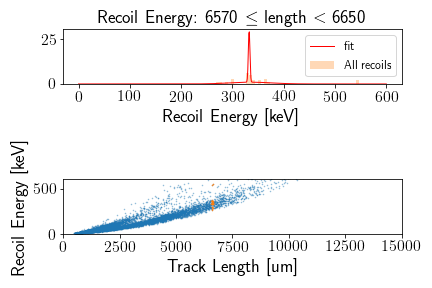 Recoil Energy: 6570 ≤ length < 6650
25
0
fit
All recoils
0 100 200 300 400 500 600
Recoil Energy [keV]
Recoil Energy [keV]
500
0
0 2500 5000 7500 10000 12500 15000
Track Length [um]